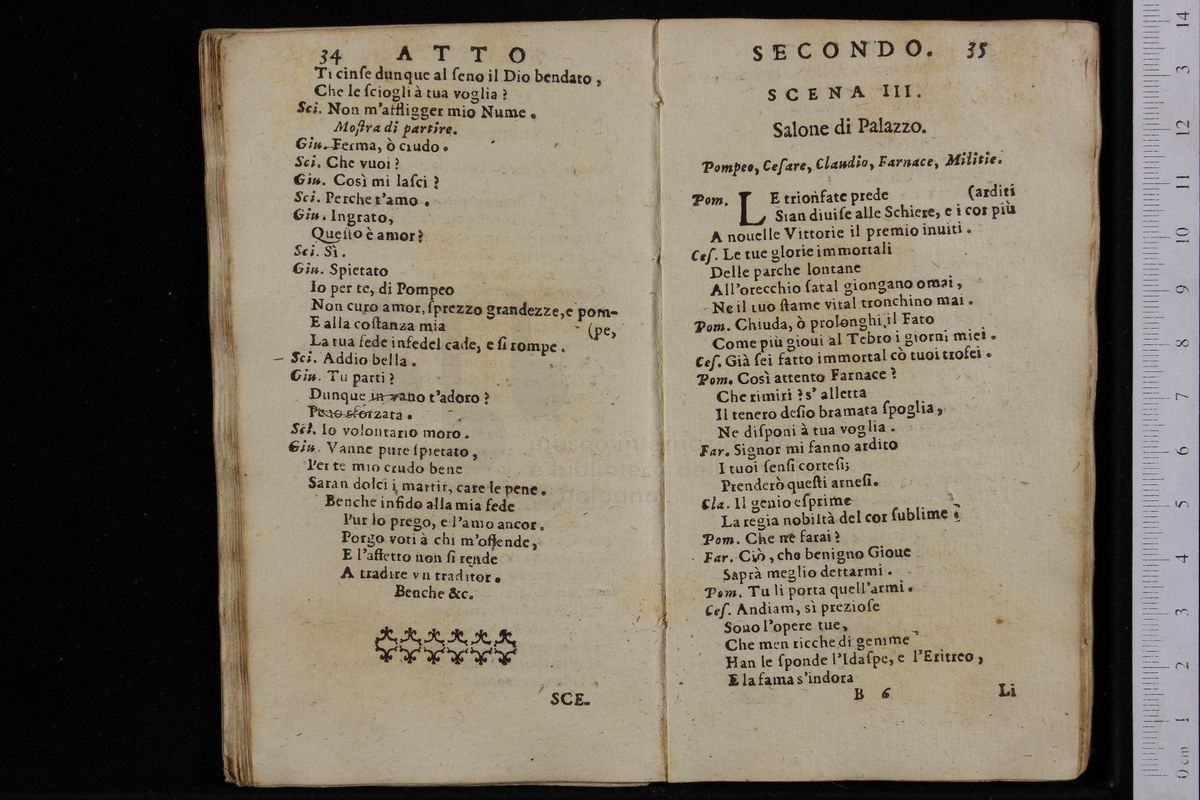 34 ATTO
Ti cinſe dunque al ſeno il Dio bendato,
Che le ſciogli à tua voglia?
Sci. Non m'affligger mio Nume.
Moſtra di partire.
Giu. Ferma, ò crudo.
Sci. Che vuoi?
Giu. Così mi laſci?
Sci. Perche t'amo.
Giu. Ingrato,
Queſto è amor?
Sci. Sì.
Giu. Spietato
Io per te, di Pompeo
Non curo amor, ſprezzo grandezze, e pom-
E alla coſtanza mia (pe,
La tua fede infedel cade, e ſi rompe.
Sci. Addio bella.
Giu. Tu parti?
Dunque in vano t'adoro?
Peno sforzata.
Sci. Io volontario moro.
Giu. Vanne pure ſpietato,
Per te mio crudo bene
Saran dolci i martir, care le pene.
Benche infido alla mia fede
Pur lo prego, e l'amo ancor.
Porgo voti à chi m'offende,
E l'affetto non ſi rende
A tradire vn traditor.
Benche &c.
SCE-
SECONDO. 35
SCENA III.
Salone di Palazzo.
Pompeo, Ceſare, Claudio, Farnace, Militie.
Pom. LE trionfate prede (arditi
Sian diuiſe alle Schiere, e i cor più
A nouelle Vittorie il premio inuiti.
Ceſ. Le tue glorie immortali
Delle parche lontane
All'orecchio fatal giongano omai,
Ne il tuo ſtame vital tronchino mai.
Pom. Chiuda, ò prolonghi il Fato
Come più gioui al Tebro i giorni miei.
Ceſ. Già ſei fatto immortal cò tuoi trofei.
Pom. Così attento Farnace?
Che rimiri? s'alletta
Il tenero deſio bramata ſpoglia,
Ne diſponi à tua voglia.
Far. Signor mi fanno ardito
I tuoi ſenſi corteſi;
Prenderò queſti arneſi.
Cla. Il genio eſprime
La regia nobiltà del cor ſublime.
Pom. Che ne farai?
Far. Ciò, che benigno Gioue
Saprà meglio dettarmi.
Pom. Tu li porta quell'armi.
Ceſ. Andiam, sì prezioſe
Sono l'opere tue,
Che men ricche di gemme
Han le ſponde l'Idaſpe, e l'Eritreo,
E la fama s'indora
B 6 Li